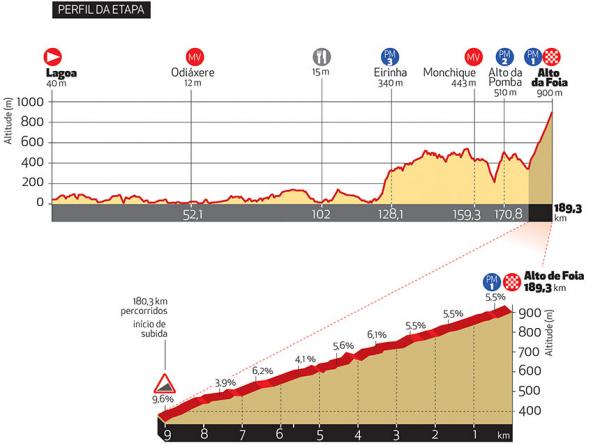 PERFIL DA ETAPA
MV
PM
3
MV
PM
2
PM
1
Lagoa
40 m
Odiáxere
12 m
15 m
Eirinha
340 m
Monchique
443 m
Alto da
Pomba
510 m
Alto
da Foia
900 m
Altitude (m)
1000
800
600
400
200
0
52,1
102
128,1
159,3
170,8
189,3
km
PM
1
Alto de Foia
189,3 km
180,3 km
percorridos
início de
subida
9,6%
3,9%
6,2%
4,1%
5,6%
6,1%
5,5%
5,5%
5,5%
900
800
700
600
500
400
Altitude (m)
9 8 7 6 5 4 3 2 1 km